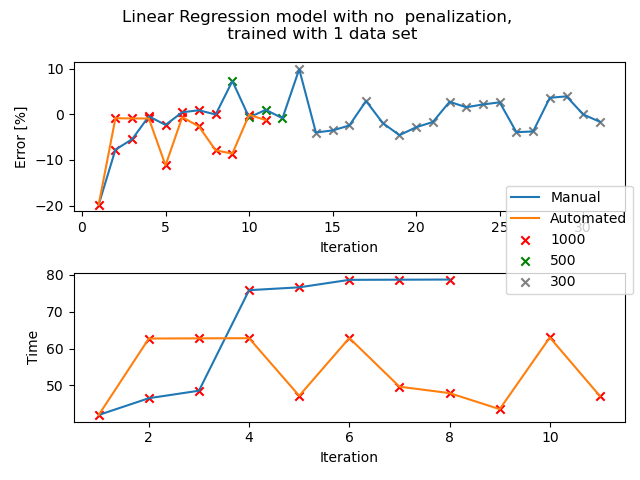 Linear Regression model with no  penalization,
trained with 1 data set
10
0
−10
−20
Error [%]
0 5 10 15 20 25 30
Iteration
Manual
Automated
1000
500
300
80
70
60
50
Time
2 4 6 8 10
Iteration